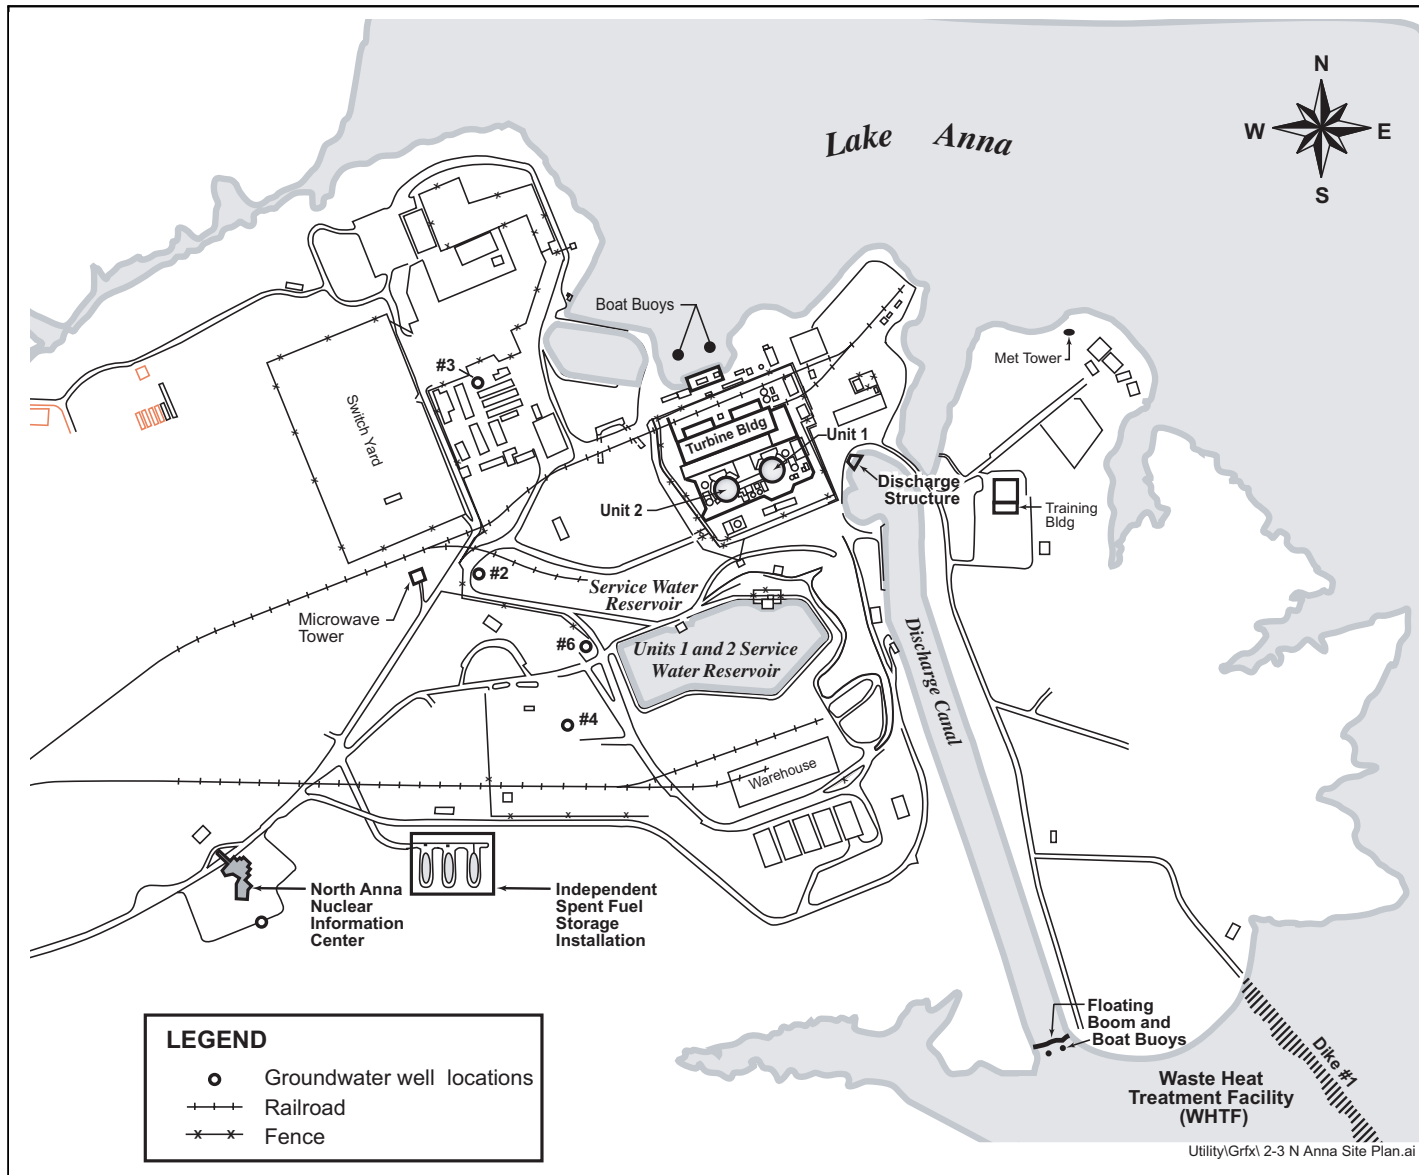 N
W E
S
Lake Anna
Boat Buoys
Met Tower
#3
Switch Yard
Turbine Bldg
Unit 1
Discharge
Structure
Unit 2
Training
Bldg
#2
Service Water
Reservoir
Microwave
Tower
#6
Units 1 and 2 Service
Water Reservoir
Discharge Canal
#4
Warehouse
North Anna
Nuclear
Information
Center
Independent
Spent Fuel
Storage
Installation
Floating
Boom and
Boat Buoys
Dike #1
Waste Heat
Treatment Facility
(WHTF)
LEGEND
Groundwater well locations
Railroad
Fence
Utility\Grfx\ 2-3 N Anna Site Plan.ai